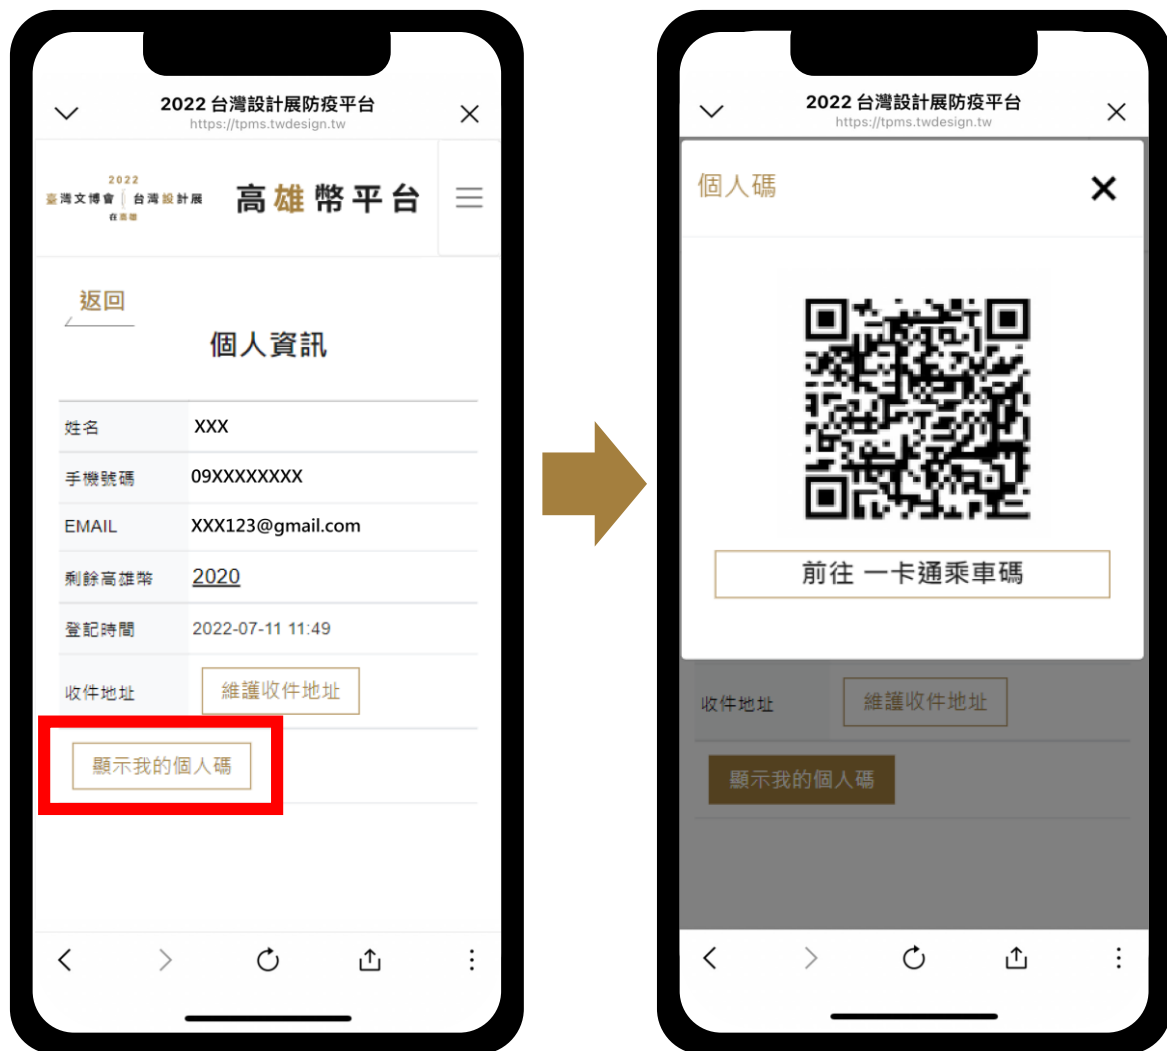 2022 台灣設計展防疫平台
https://tpms.twdesign.tw
2022
臺灣文博會 台灣設計展
在高雄
高雄幣平台
返回
個人資訊
姓名 XXX
手機號碼 09XXXXXXXX
EMAIL XXX123@gmail.com
剩餘高雄幣 2020
登記時間 2022-07-11 11:49
收件地址 維護收件地址
顯示我的個人碼
2022 台灣設計展防疫平台
https://tpms.twdesign.tw
個人碼
前往 一卡通乘車碼
收件地址 維護收件地址
顯示我的個人碼